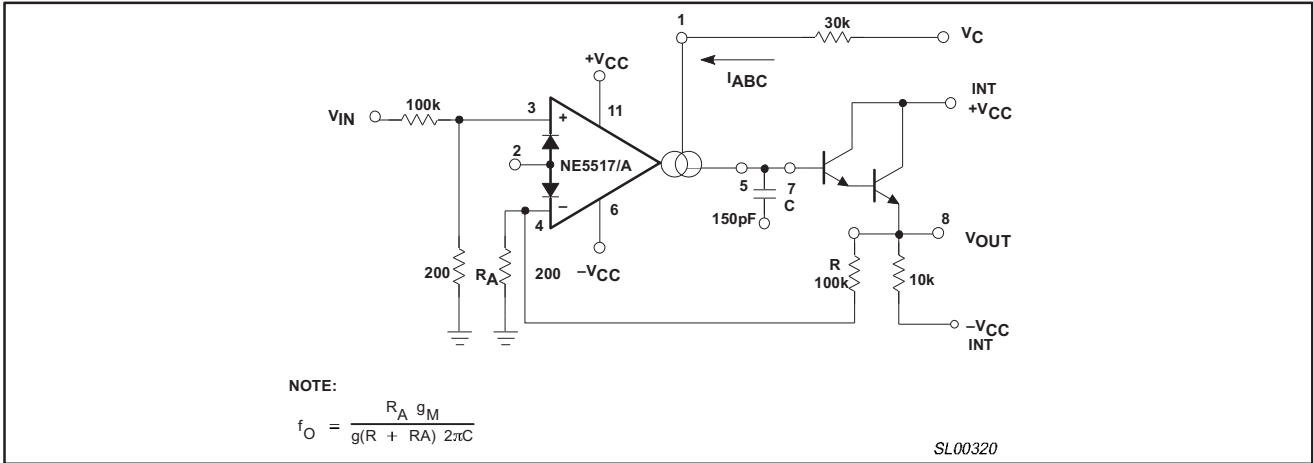 1
30k
VC
IABC
+VCC
INT
+VCC
VIN
100k
3
+
11
2
NE5517/A
5
7
C
6
–
4
150pF
8
VOUT
–VCC
200
RA
200
R
100k
10k
–VCC
INT
NOTE:
fO = RA gM
g(R + RA) 2πC
SL00320